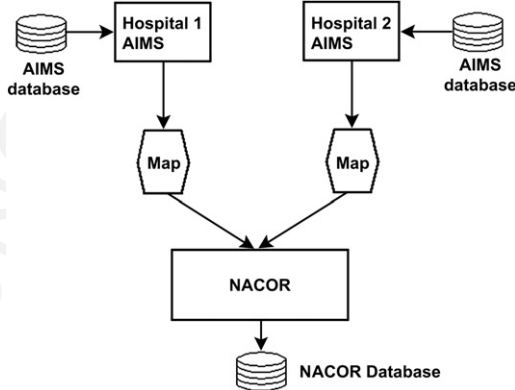 Hospital 1
AIMS
Hospital 2
AIMS
AIMS
database
AIMS
database
Map
Map
NACOR
NACOR Database